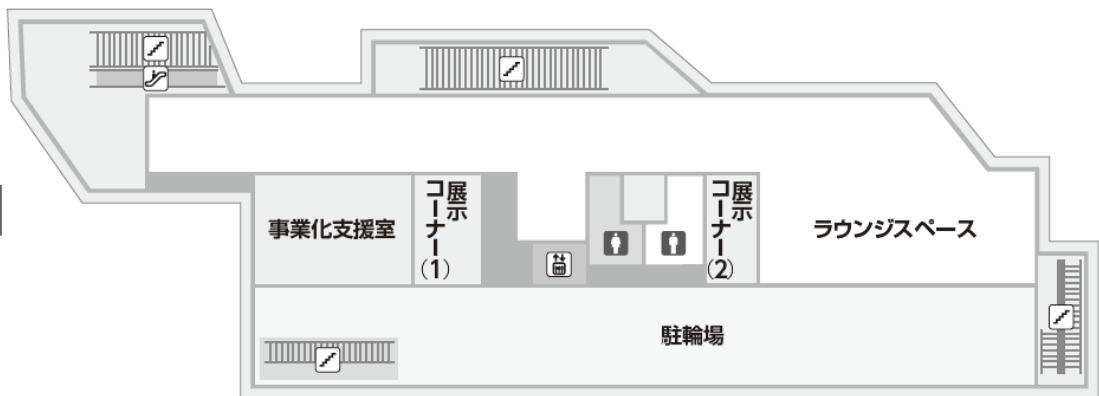 事業化支援室
展示
コーナー
(1)
展示
コーナー
(2)
ラウンジスペース
駐輪場